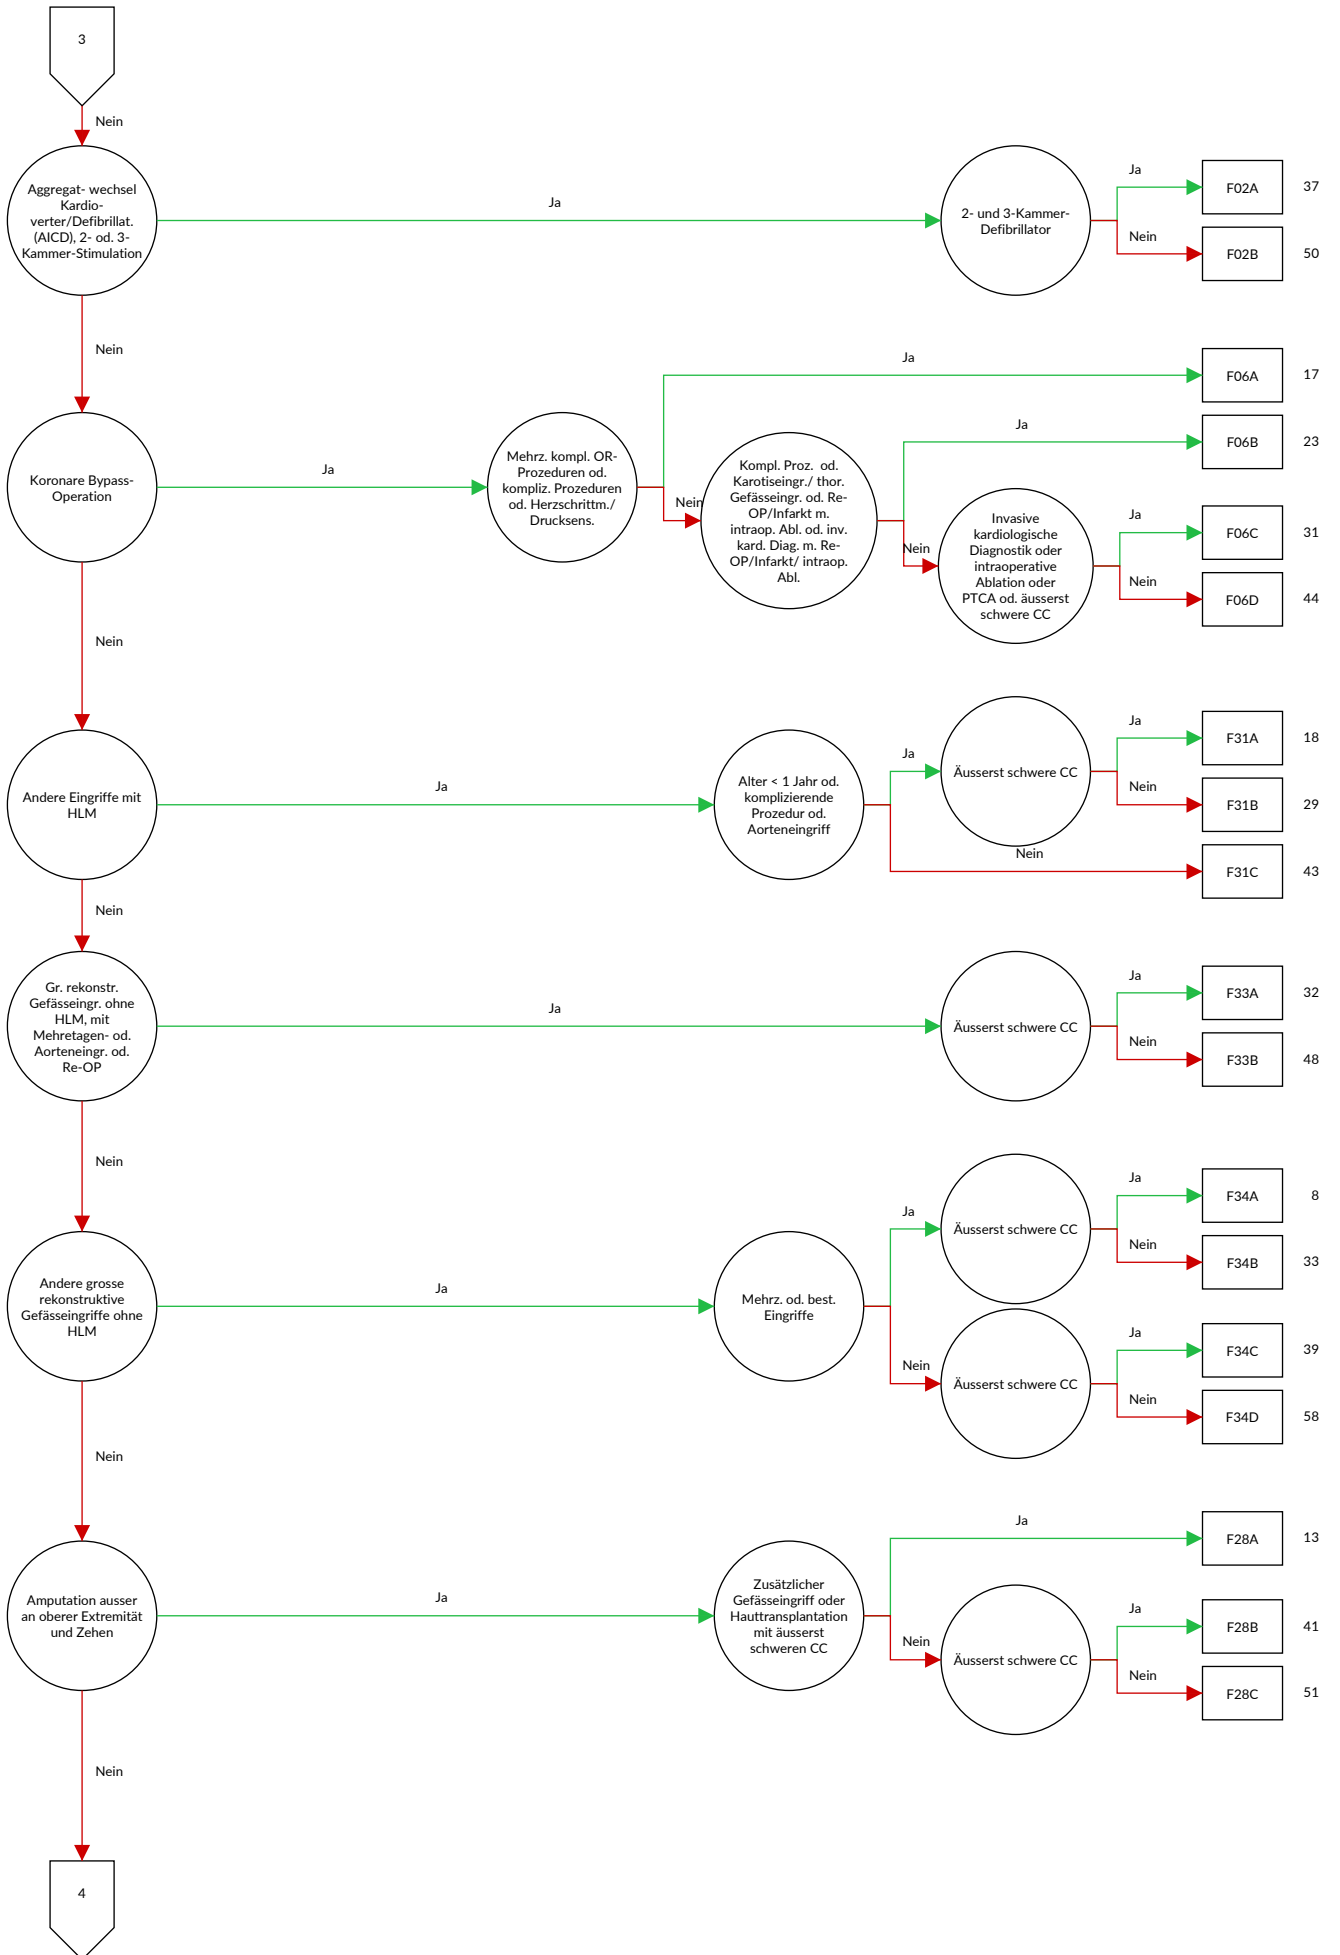 3
Nein
Aggregat- wechsel
Kardio-
verter/Defibrillat.
(AICD), 2- od. 3-
Kammer-Stimulation
Ja
2- und 3-Kammer-
Defibrillator
Ja
F02A
37
Nein
F02B
50
Nein
Koronare Bypass-
Operation
Ja
Mehrz. kompl. OR-
Prozeduren od.
kompliz. Prozeduren
od. Herzschrittm./
Drucksens.
Ja
F06A
17
Nein
Kompl. Proz. od.
Karotiseingr./ thor.
Gefässeingr. od. Re-
OP/Infarkt m.
intraop. Abl. od. inv.
kard. Diag. m. Re-
OP/Infarkt/ intraop.
Abl.
Ja
F06B
23
Nein
Invasive
kardiologische
Diagnostik oder
intraoperative
Ablation oder
PTCA od. äusserst
schwere CC
Ja
F06C
31
Nein
F06D
44
Nein
Andere Eingriffe mit
HLM
Ja
Alter < 1 Jahr od.
komplizierende
Prozedur od.
Aorteneingriff
Ja
Äusserst schwere CC
Ja
F31A
18
Nein
F31B
29
Nein
F31C
43
Nein
Gr. rekonstr.
Gefässeingr. ohne
HLM, mit
Mehretagen- od.
Aorteneingr. od.
Re-OP
Ja
Äusserst schwere CC
Ja
F33A
32
Nein
F33B
48
Nein
Andere grosse
rekonstruktive
Gefässeingriffe ohne
HLM
Ja
Mehrz. od. best.
Eingriffe
Ja
Äusserst schwere CC
Ja
F34A
8
Nein
F34B
33
Nein
Äusserst schwere CC
Ja
F34C
39
Nein
F34D
58
Nein
Amputation ausser
an oberer Extremität
und Zehen
Ja
Zusätzlicher
Gefässeingriff oder
Hauttransplantation
mit äusserst
schweren CC
Ja
F28A
13
Nein
Äusserst schwere CC
Ja
F28B
41
Nein
F28C
51
Nein
4